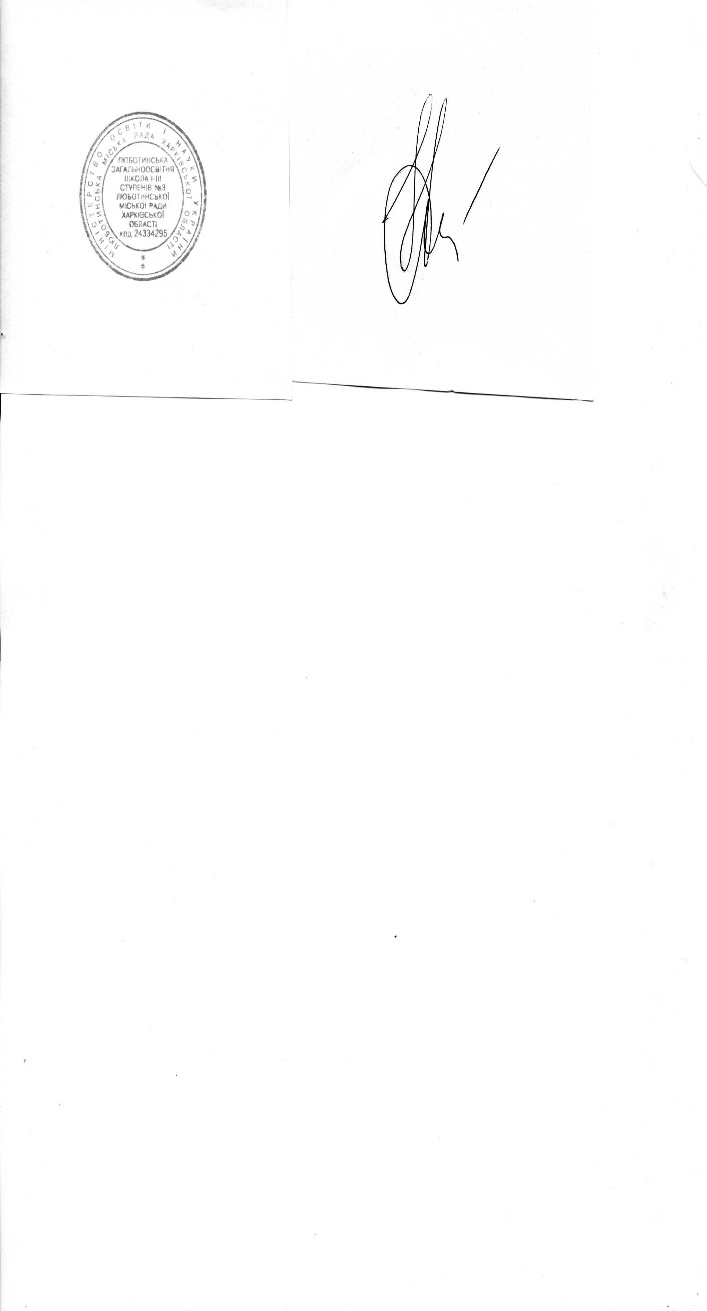 МІНІСТЕРСТВО ОСВІТИ І НАУКИ УКРАЇНИ
ЛЮБОТИНСЬКА МІСЬКА РАДА ХАРКІВСЬКОЇ ОБЛАСТІ
ЛЮБОТИНСЬКА
ЗАГАЛЬНООСВІТНЯ
ШКОЛА І-ІІІ
СТУПЕНІВ №3
ЛЮБОТИНСЬКОЇ
МІСЬКОЇ РАДИ
ХАРКІВСЬКОЇ
ОБЛАСТІ
код 24334295